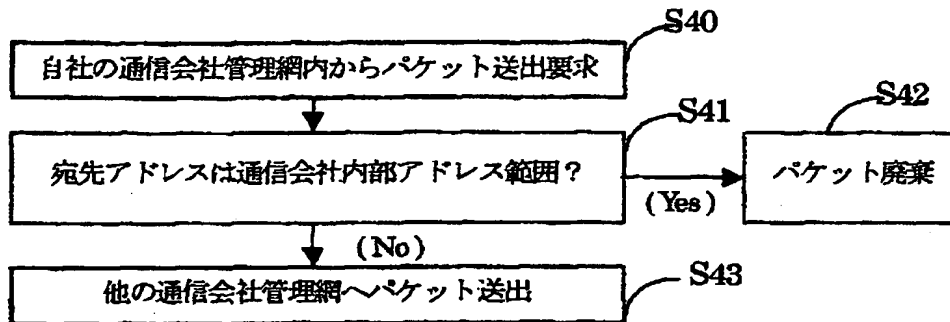 S40
自社の通信会社管理網内からパケット送出要求
S41
宛先アドレスは通信会社内部アドレス範囲？
(Yes)
S42
パケット廃棄
(No)
S43
他の通信会社管理網へパケット送出